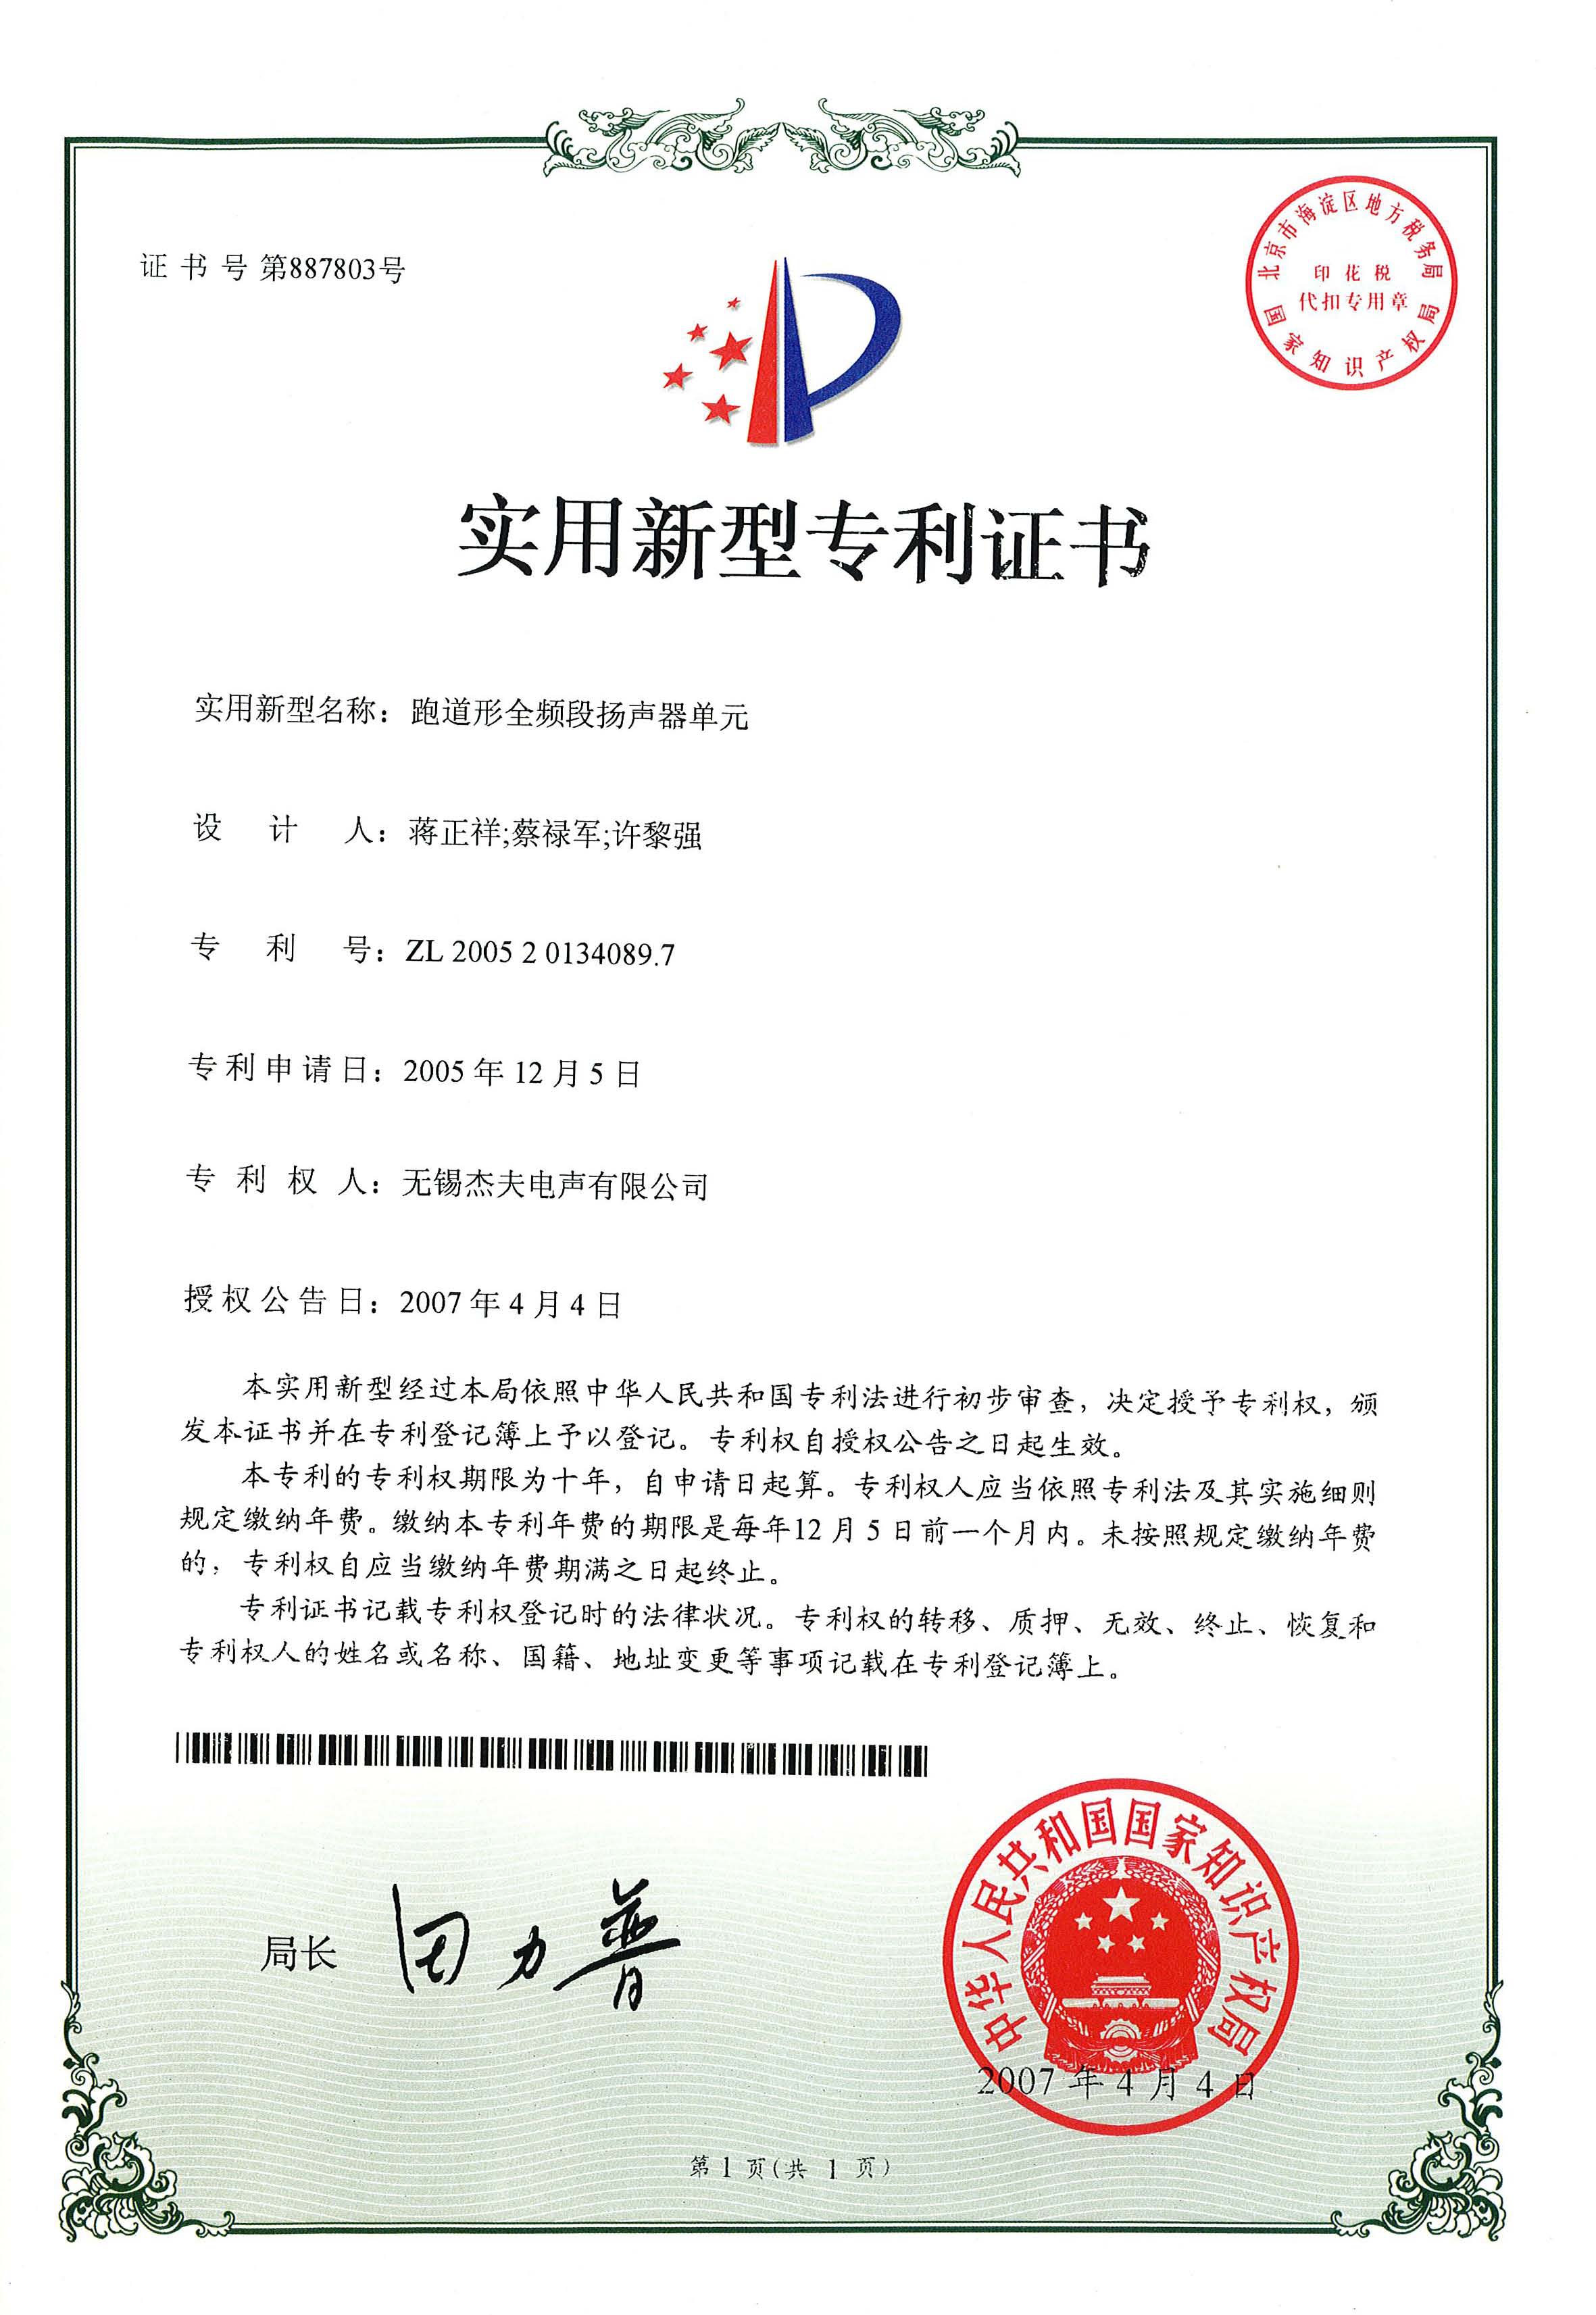 证书号第887803号
北京市海淀区地方税务局
印花税
代扣专用章
国家知识产权局
实用新型专利证书
实用新型名称：跑道形全频段扬声器单元
设计人：蒋正祥;蔡禄军;许黎强
专利号：ZL 2005 2 0134089.7
专利申请日：2005年12月5日
专利权人：无锡杰夫电声有限公司
授权公告日：2007年4月4日
本实用新型经过本局依照中华人民共和国专利法进行初步审查，决定授予专利权，颁
发本证书并在专利登记簿上予以登记。专利权自授权公告之日起生效。
本专利的专利权期限为十年，自申请日起算。专利权人应当依照专利法及其实施细则
规定缴纳年费。缴纳本专利年费的期限是每年12月5日前一个月内。未按照规定缴纳年费
的，专利权自应当缴纳年费期满之日起终止。
专利证书记载专利权登记时的法律状况。专利权的转移、质押、无效、终止、恢复和
专利权人的姓名或名称、国籍、地址变更等事项记载在专利登记簿上。
局长 田力普
中华人民共和国国家知识产权局
2007年4月4日
第1页(共1页)